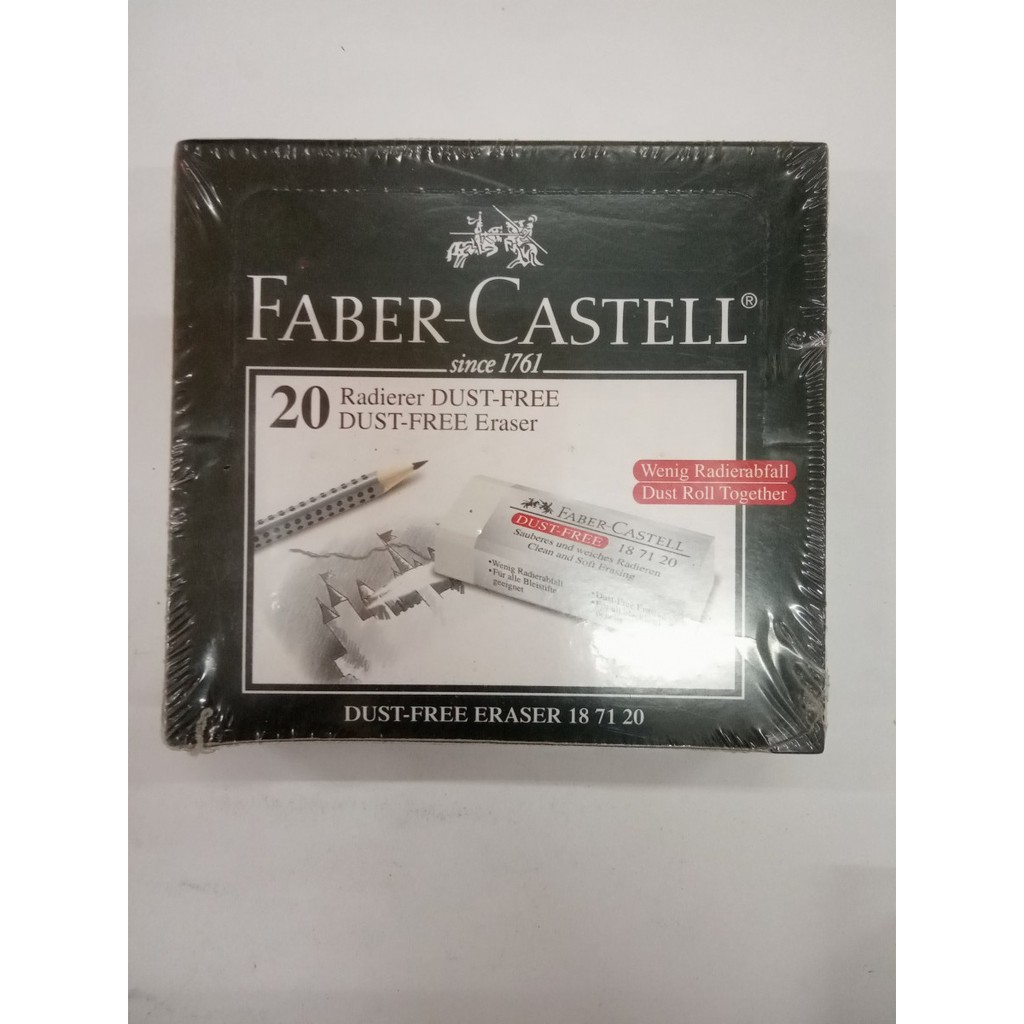 FABER-CASTELL®
since 1761
20 Radierer DUST-FREE
DUST-FREE Eraser
Wenig Radierabfall
Dust Roll Together
FABER-CASTELL
DUST-FREE 18 71 20
Sauberes und weiches Radieren
Clean and Soft Erasing
•Wenig Radierabfall
•Für alle Bleistifte
geeignet
DUST-FREE ERASER 18 71 20